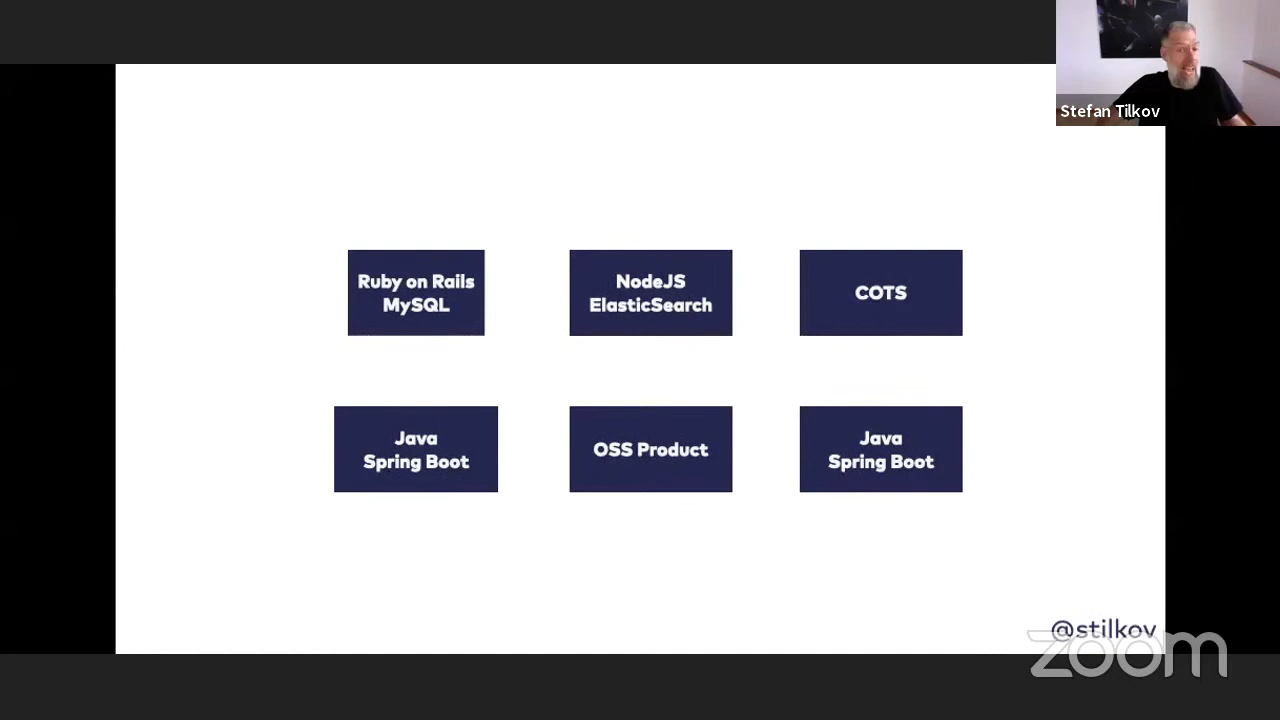 Stefan Tilkov
Ruby on Rails
MySQL
NodeJS
ElasticSearch
COTS
Java
Spring Boot
OSS Product
Java
Spring Boot
@stilkov
zoom